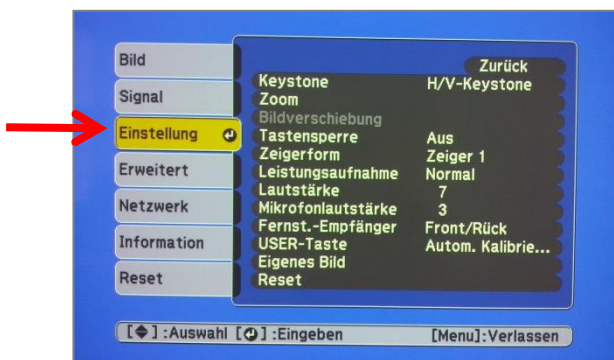 Bild
Signal
Einstellung
Erweitert
Netzwerk
Information
Reset
Zurück
Keystone H/V-Keystone
Zoom
Bildverschiebung
Tastensperre Aus
Zeigerform Zeiger 1
Leistungsaufnahme Normal
Lautstärke 7
Mikrofonlautstärke 3
Fernst.-Empfänger Front/Rück
USER-Taste Autom. Kalibrie...
Eigenes Bild
Reset
[◆] :Auswahl [⏎] :Eingeben [Menu]:Verlassen